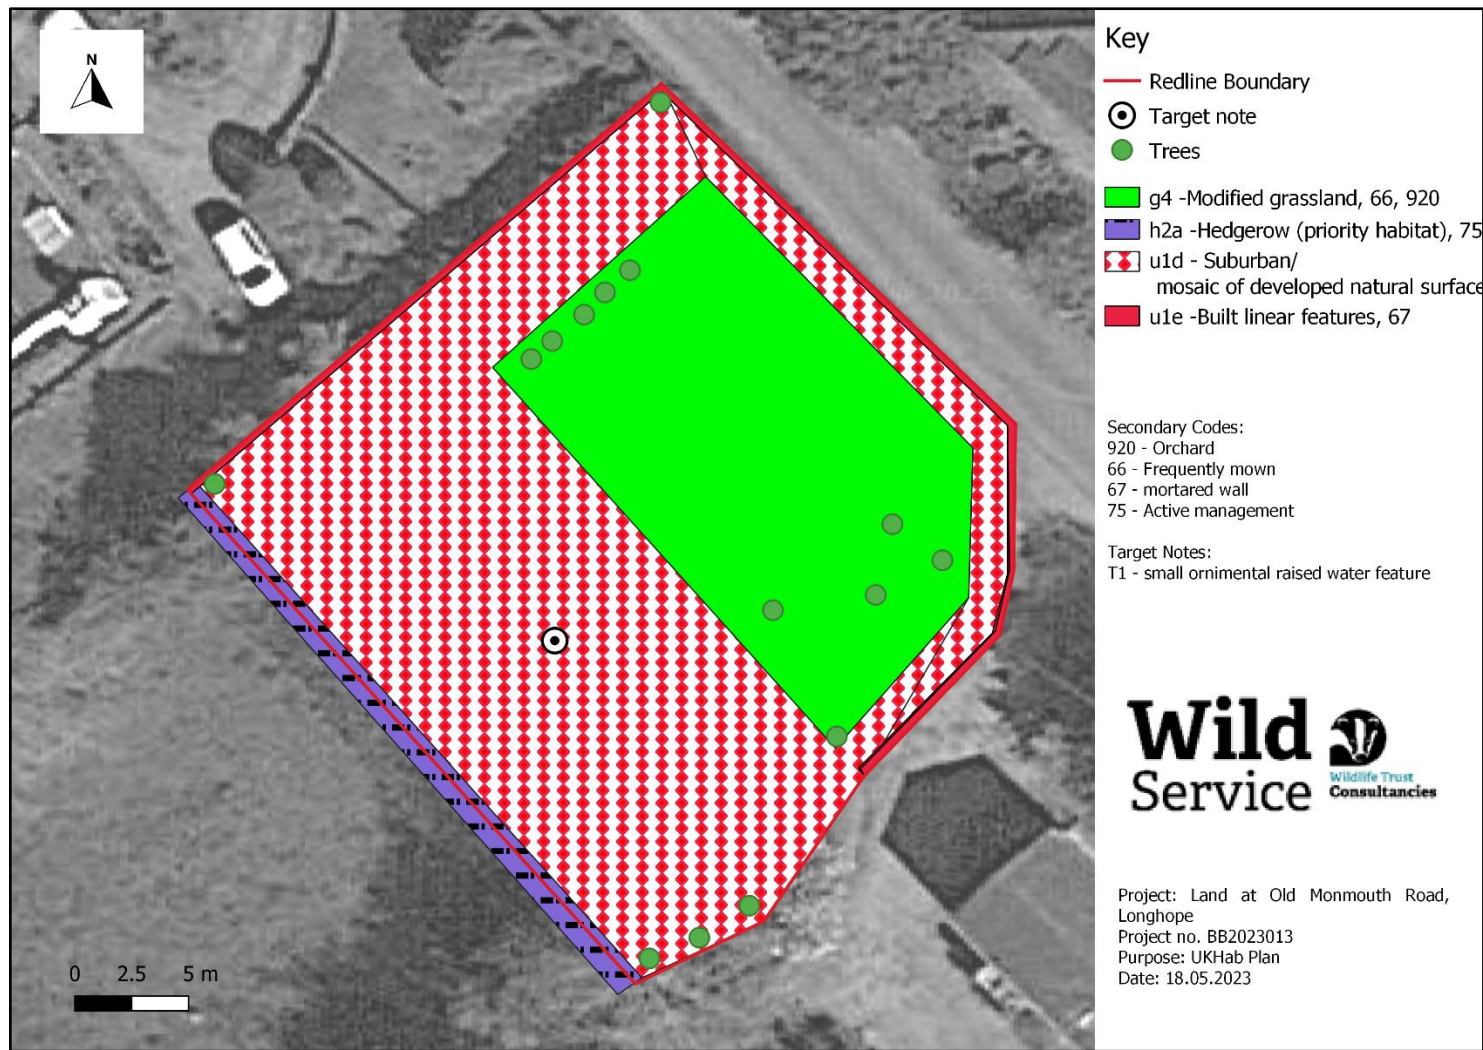 N
0 2.5 5 m
Key
Redline Boundary
Target note
Trees
g4 -Modified grassland, 66, 920
h2a -Hedgerow (priority habitat), 75
u1d - Suburban/
mosaic of developed natural surface
u1e -Built linear features, 67
Secondary Codes:
920 - Orchard
66 - Frequently mown
67 - mortared wall
75 - Active management
Target Notes:
T1 - small ornimental raised water feature
Wild
Service
Wildlife Trust
Consultancies
Project: Land at Old Monmouth Road,
Longhope
Project no. BB2023013
Purpose: UKHab Plan
Date: 18.05.2023